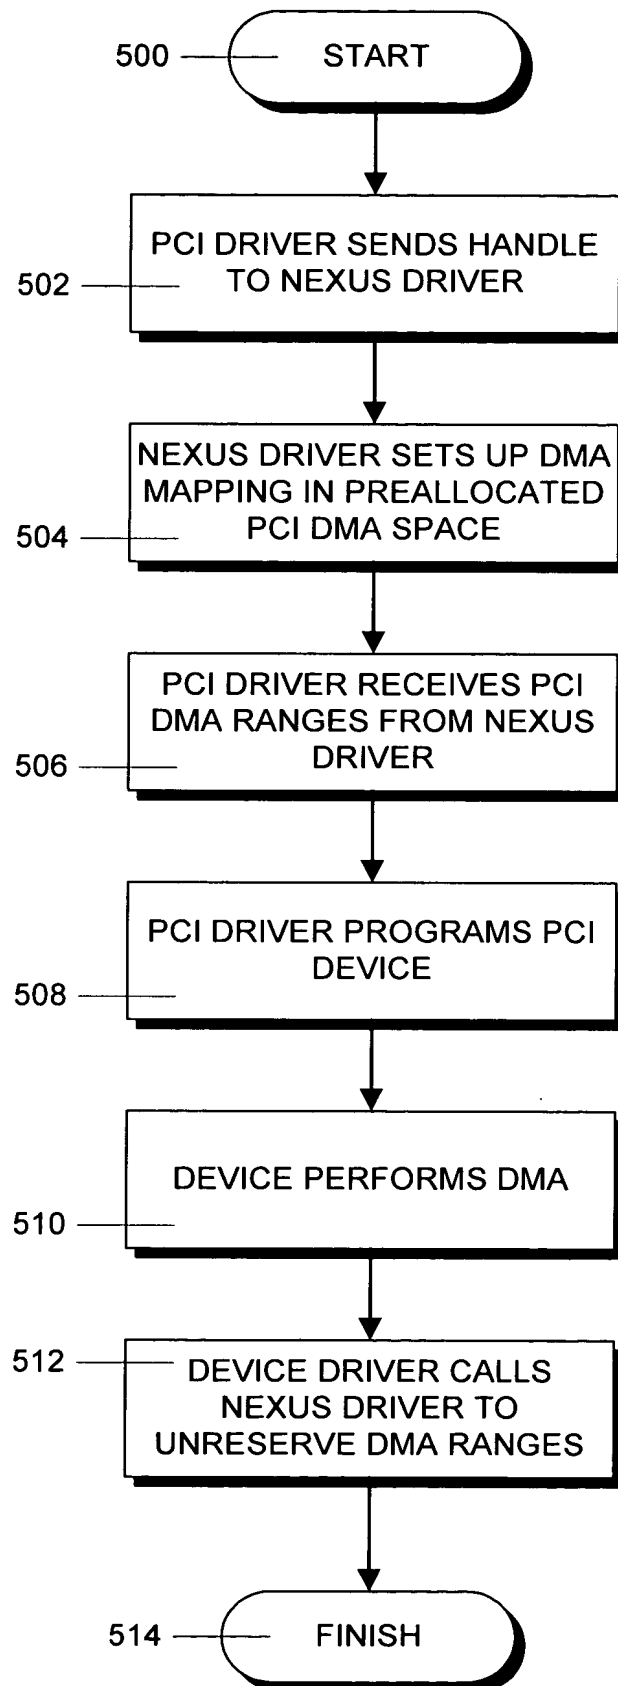 500
START
PCI DRIVER SENDS HANDLE
TO NEXUS DRIVER
502
NEXUS DRIVER SETS UP DMA
MAPPING IN PREALLOCATED
PCI DMA SPACE
504
PCI DRIVER RECEIVES PCI
DMA RANGES FROM NEXUS
DRIVER
506
PCI DRIVER PROGRAMS PCI
DEVICE
508
DEVICE PERFORMS DMA
510
512
DEVICE DRIVER CALLS
NEXUS DRIVER TO
UNRESERVE DMA RANGES
514
FINISH